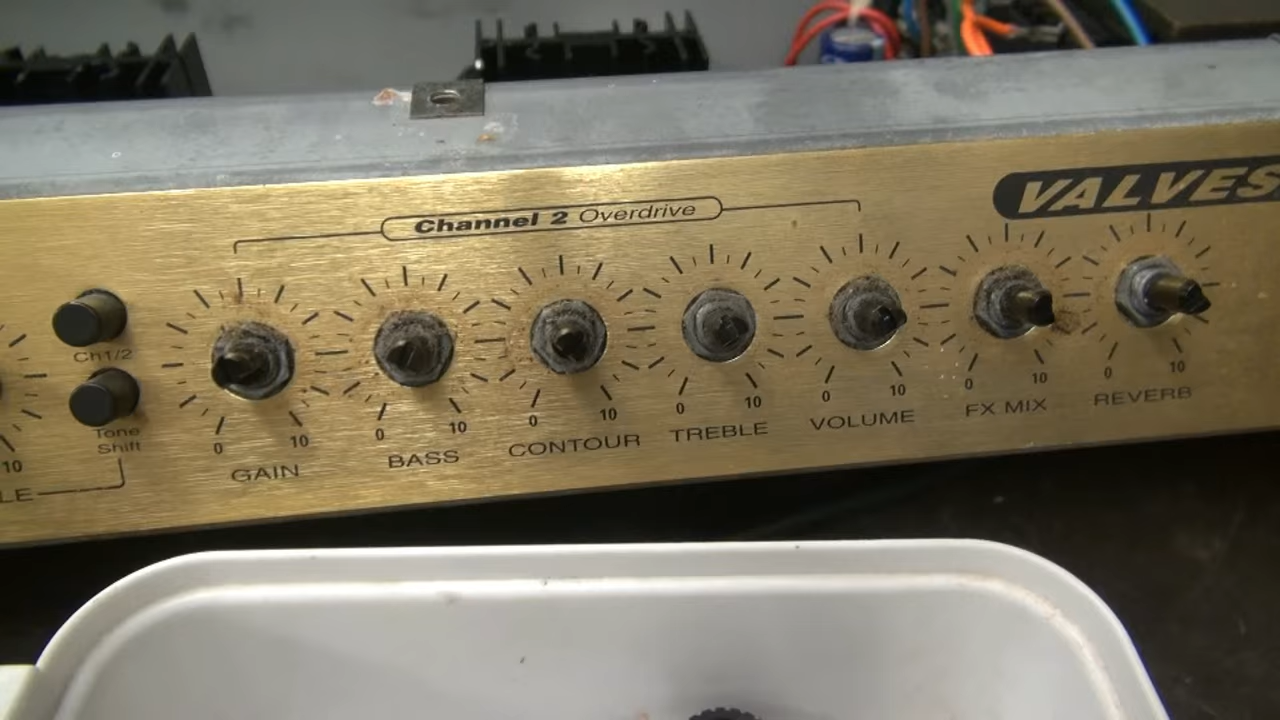 Channel 2 Overdrive
VALVES
Ch1/2
Tone
Shift
10
LE
0 10
GAIN
0 10
BASS
0 10
CONTOUR
0 10
TREBLE
0 10
VOLUME
0 10
FX MIX
0 10
REVERB